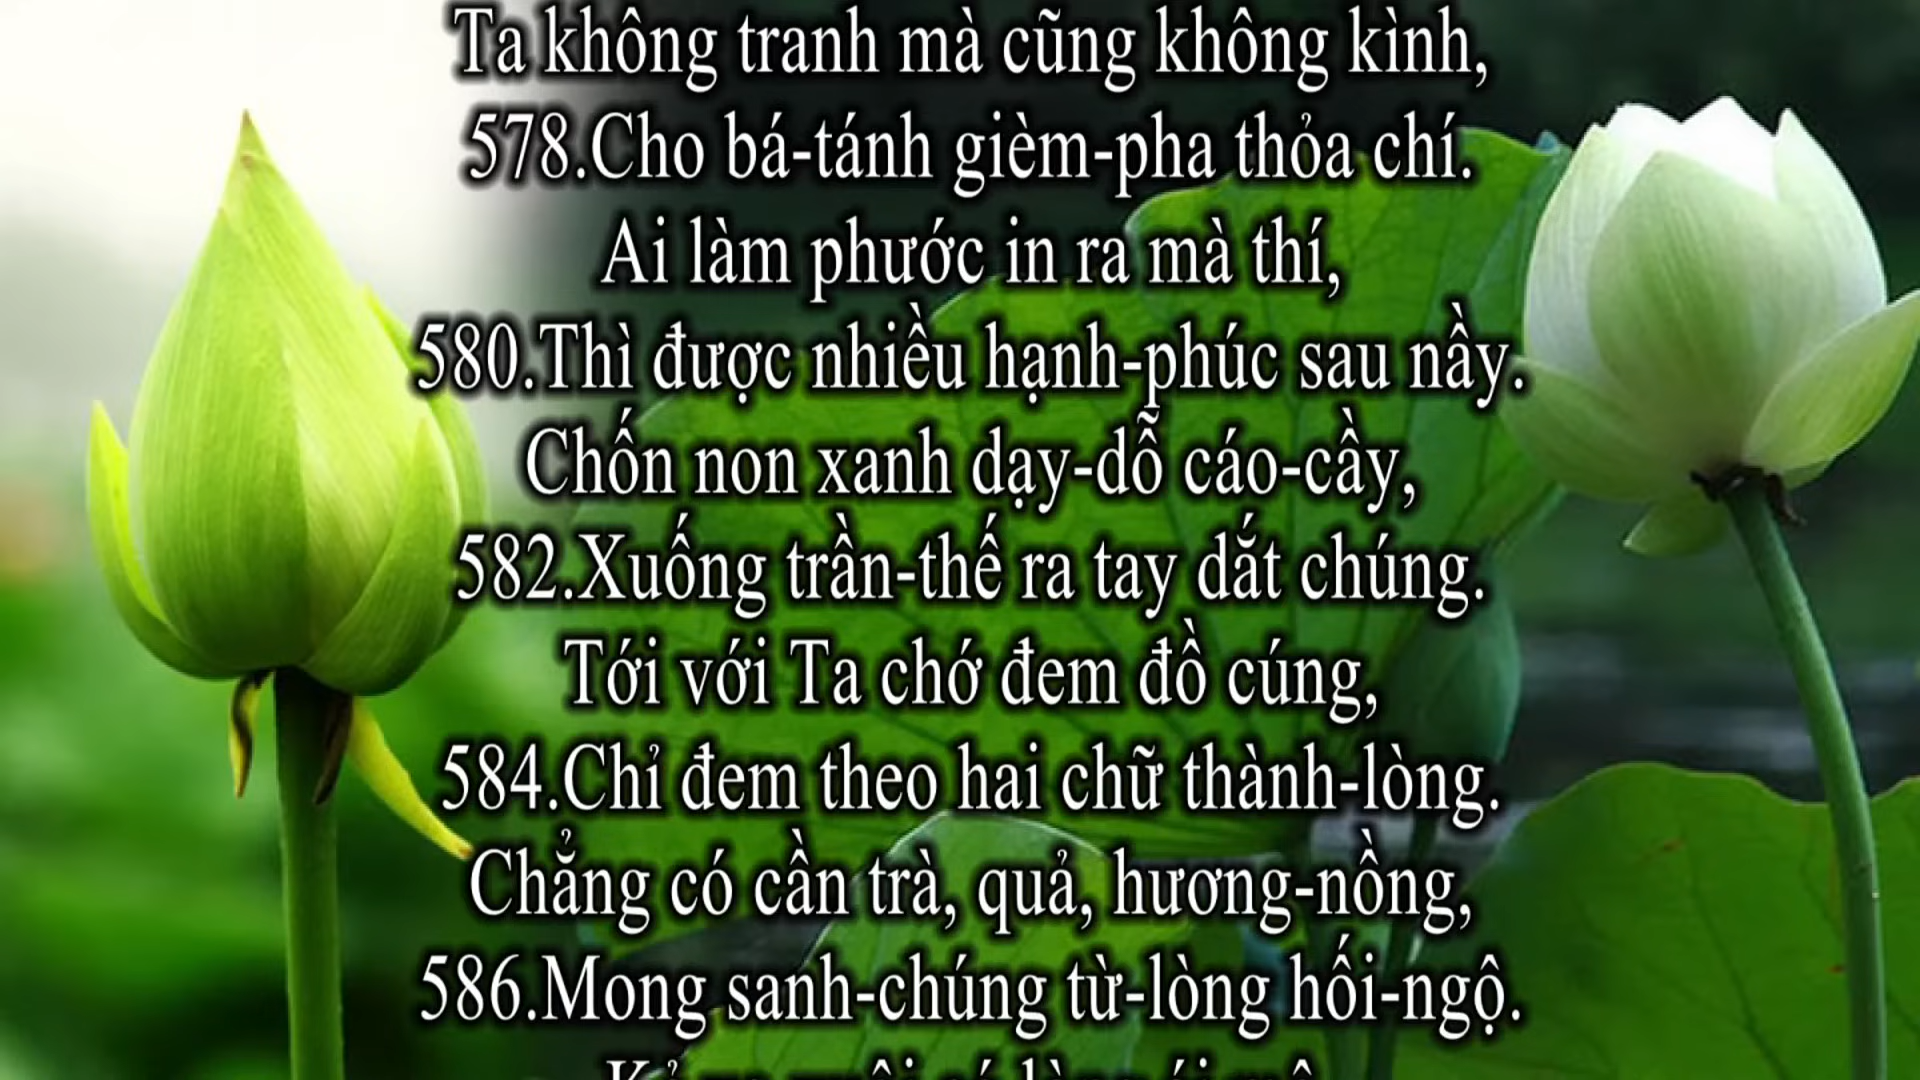 Ta không tranh mà cũng không kình,
578.Cho bá-tánh gièm-pha thỏa chí.
Ai làm phước in ra mà thí,
580.Thì được nhiều hạnh-phúc sau nầy.
Chốn non xanh dạy-dỗ cáo-cầy,
582.Xuống trần-thế ra tay dắt chúng.
Tới với Ta chớ đem đồ cúng,
584.Chỉ đem theo hai chữ thành-lòng.
Chẳng có cần trà, quả, hương-nồng,
586.Mong sanh-chúng từ-lòng hối-ngộ.